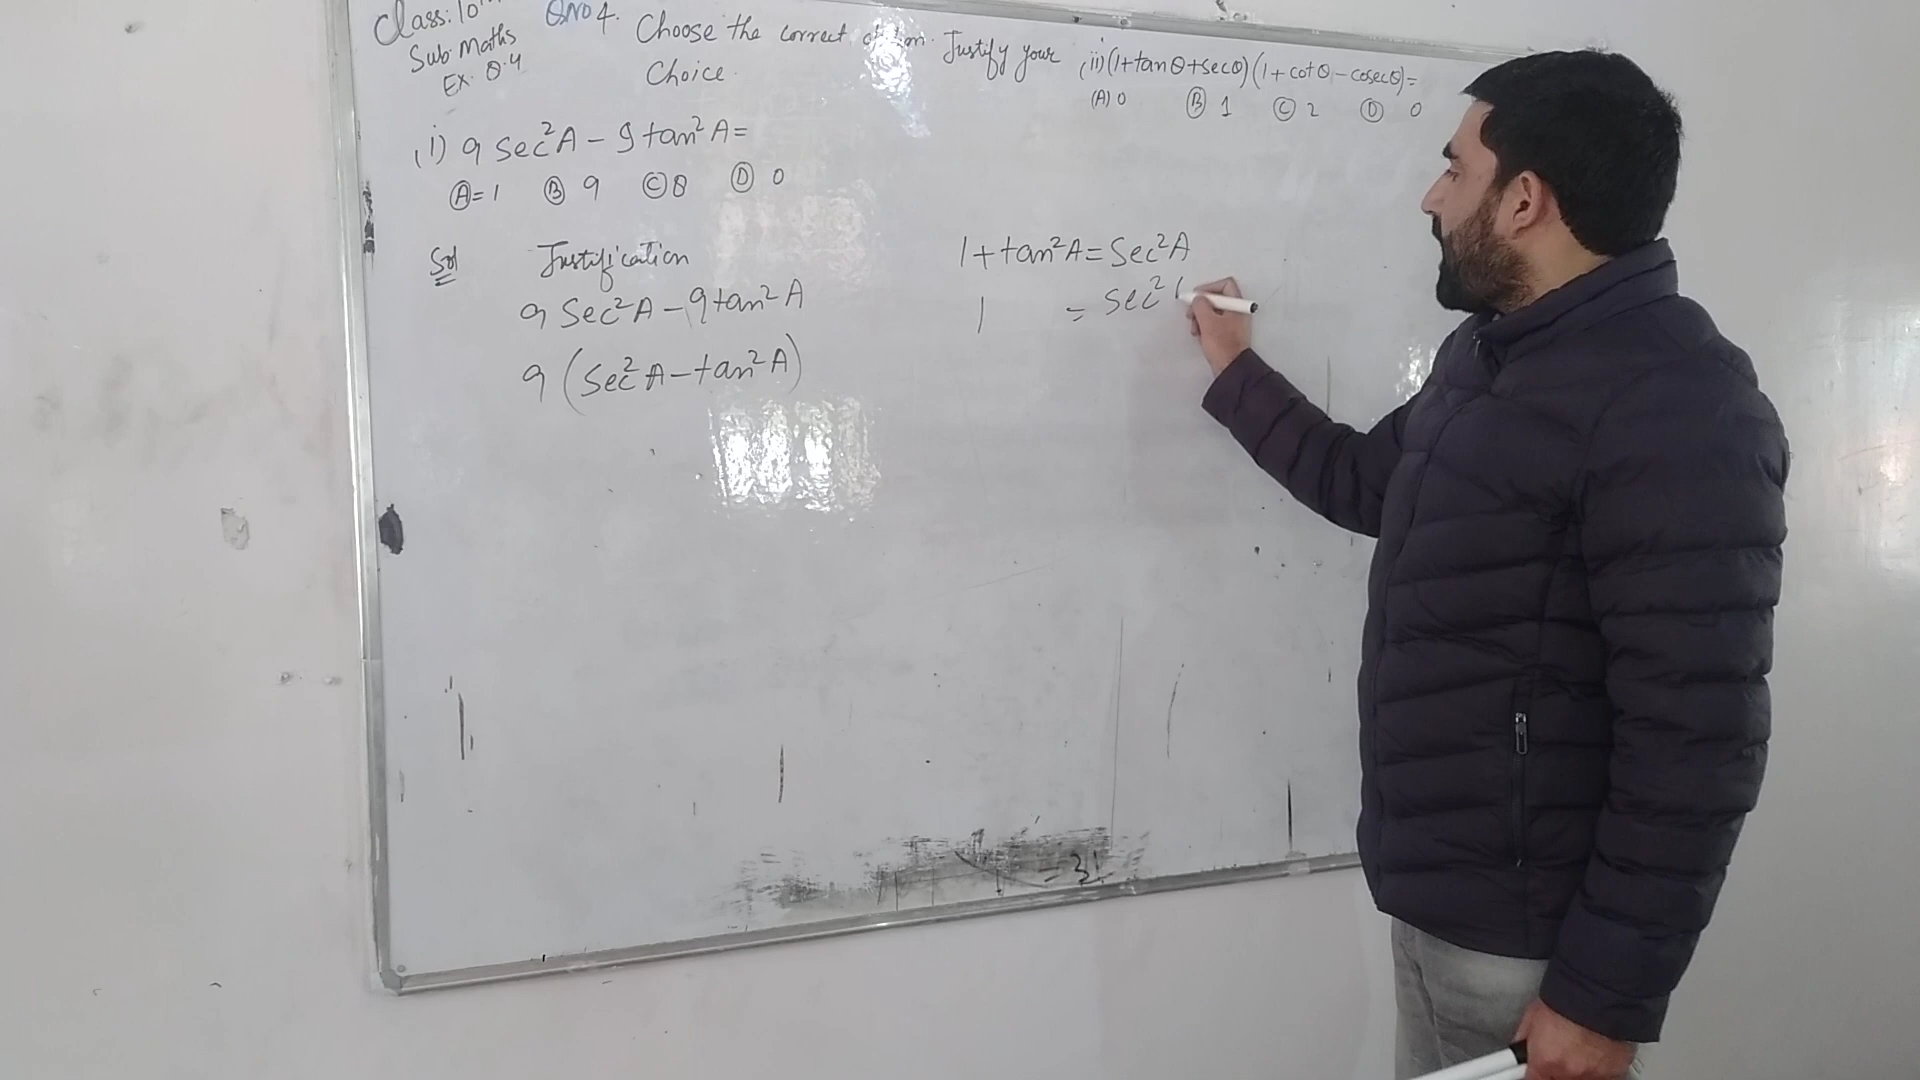 Class: 10th
Sub Maths
Ex. 8.4
QNo 4. Choose the correct option. Justify your
Choice.
(i) 9 Sec²A - 9 tan²A =
(A) = 1 (B) 9 (C) 8 (D) 0
Sol Justification
9 Sec²A - 9 tan²A
9 (Sec²A - tan²A)
(ii) (1+tanθ+secθ)(1+cotθ-cosecθ)=
(A) 0 (B) 1 (C) 2 (D) 0
1 + tan²A = Sec²A
1 = Sec²